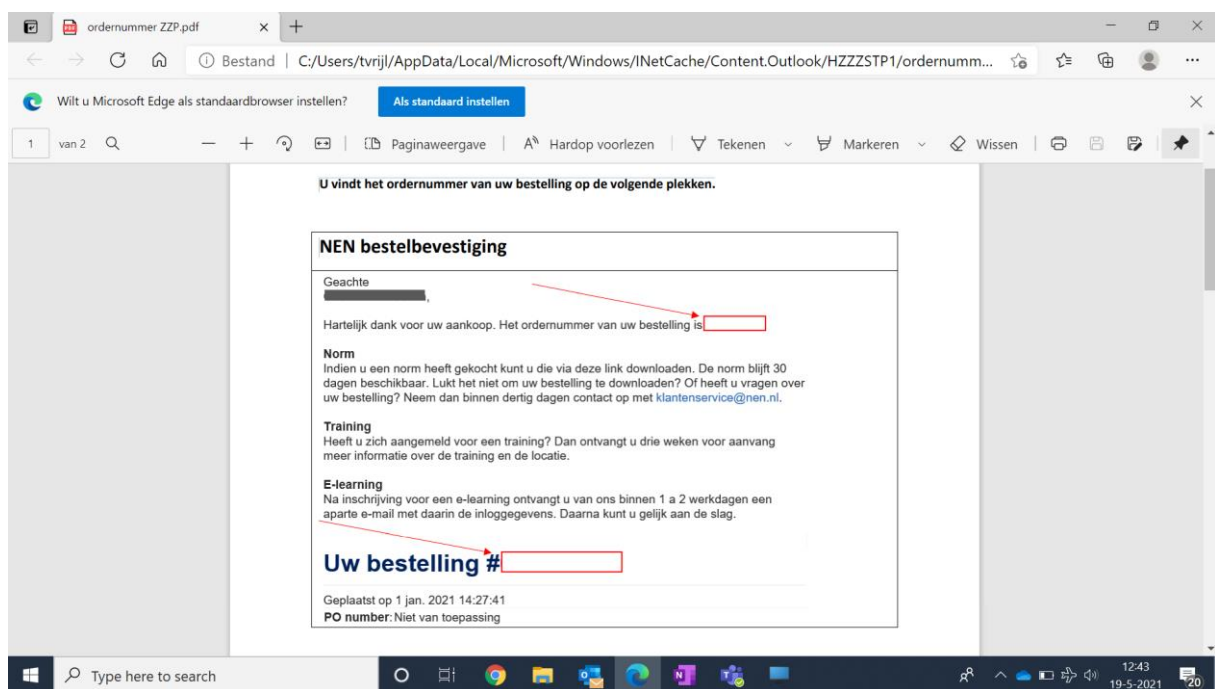 ordernummer ZZP.pdf
Bestand | C:/Users/tvrijl/AppData/Local/Microsoft/Windows/INetCache/Content.Outlook/HZZZSTP1/ordernumm...
Wilt u Microsoft Edge als standaardbrowser instellen? Als standaard instellen
1 van 2 Paginaweergave Hardop voorlezen Tekenen Markeren Wissen
U vindt het ordernummer van uw bestelling op de volgende plekken.
NEN bestelbevestiging
Geachte
,
Hartelijk dank voor uw aankoop. Het ordernummer van uw bestelling is
Norm
Indien u een norm heeft gekocht kunt u die via deze link downloaden. De norm blijft 30
dagen beschikbaar. Lukt het niet om uw bestelling te downloaden? Of heeft u vragen over
uw bestelling? Neem dan binnen dertig dagen contact op met klantenservice@nen.nl.
Training
Heeft u zich aangemeld voor een training? Dan ontvangt u drie weken voor aanvang
meer informatie over de training en de locatie.
E-learning
Na inschrijving voor een e-learning ontvangt u van ons binnen 1 a 2 werkdagen een
aparte e-mail met daarin de inloggegevens. Daarna kunt u gelijk aan de slag.
Uw bestelling #
Geplaatst op 1 jan. 2021 14:27:41
PO number: Niet van toepassing
Type here to search
12:43
19-5-2021
20